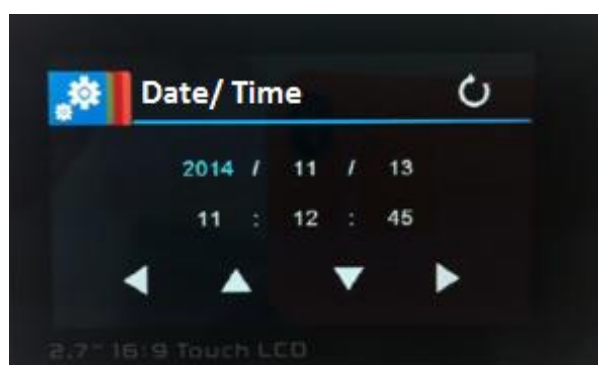 Date/ Time
2014 / 11 / 13
11 : 12 : 45
2.7" 16:9 Touch LCD